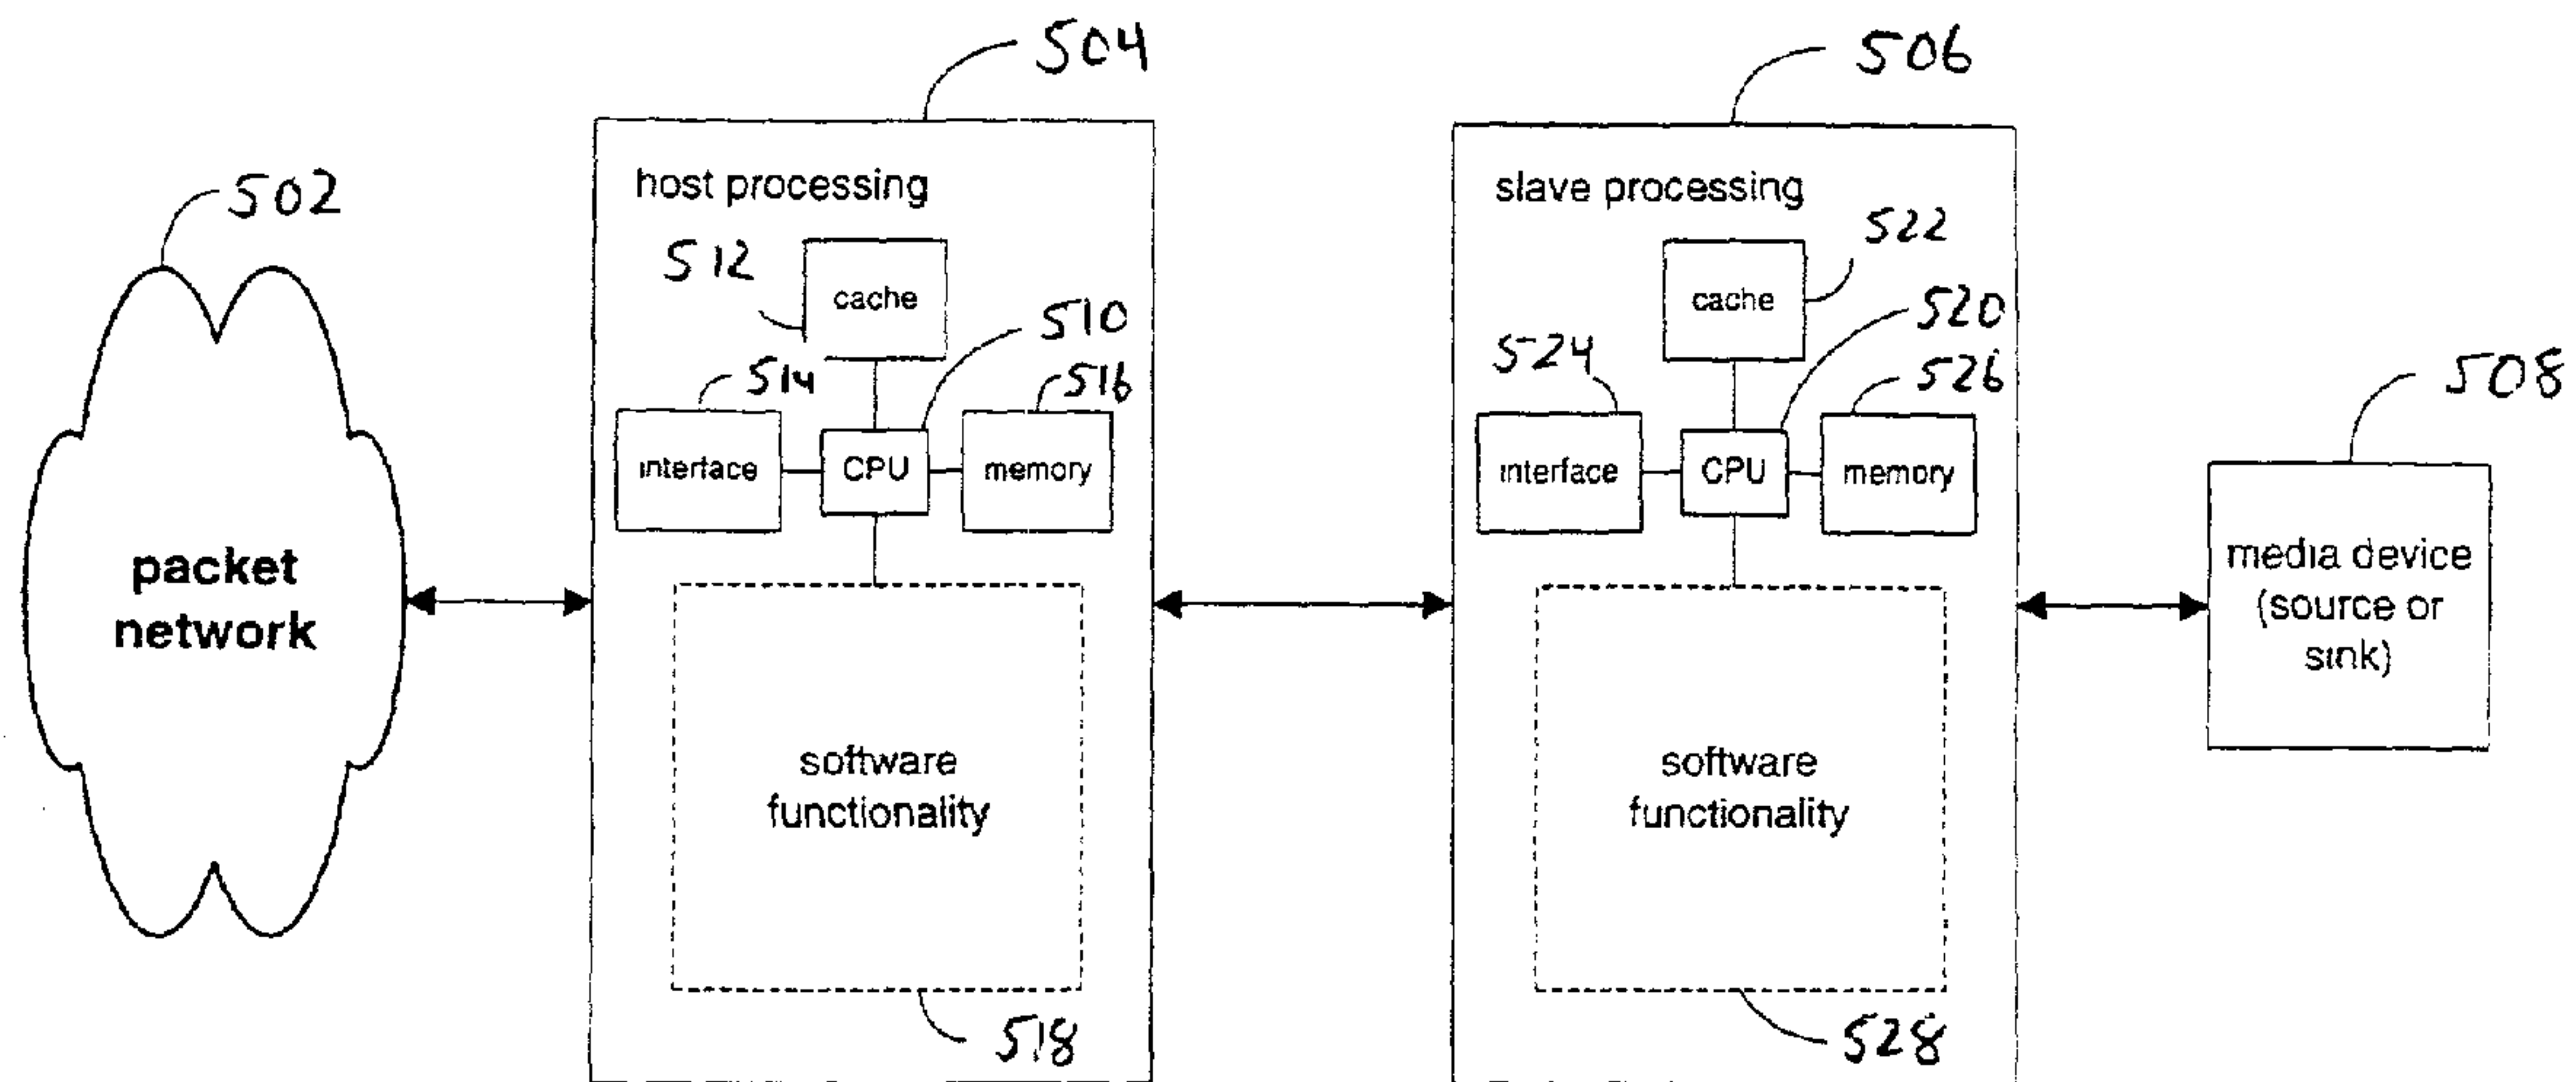 504
506
502
host processing
slave processing
512
522
cache
cache
510
520
514
516
524
526
508
interface
CPU
memory
interface
CPU
memory
packet
network
media device
(source or
sink)
software
functionality
software
functionality
518
528